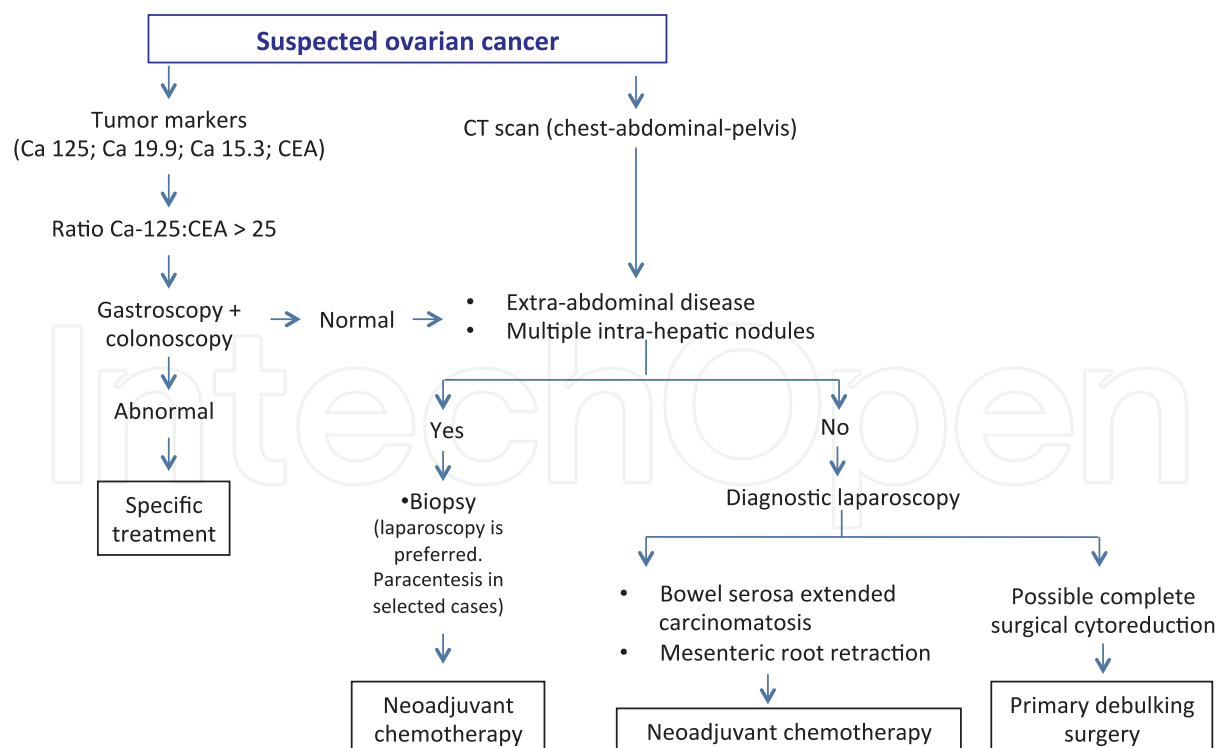 Suspected ovarian cancer
Tumor markers
(Ca 125; Ca 19.9; Ca 15.3; CEA)
CT scan (chest-abdominal-pelvis)
Ratio Ca-125:CEA > 25
Gastroscopy +
colonoscopy
Normal
• Extra-abdominal disease
• Multiple intra-hepatic nodules
Abnormal
Specific
treatment
Yes
No
•Biopsy
(laparoscopy is
preferred.
Paracentesis in
selected cases)
Neoadjuvant
chemotherapy
Diagnostic laparoscopy
• Bowel serosa extended
carcinomatosis
• Mesenteric root retraction
Neoadjuvant chemotherapy
Possible complete
surgical cytoreduction
Primary debulking
surgery
IntechOpen